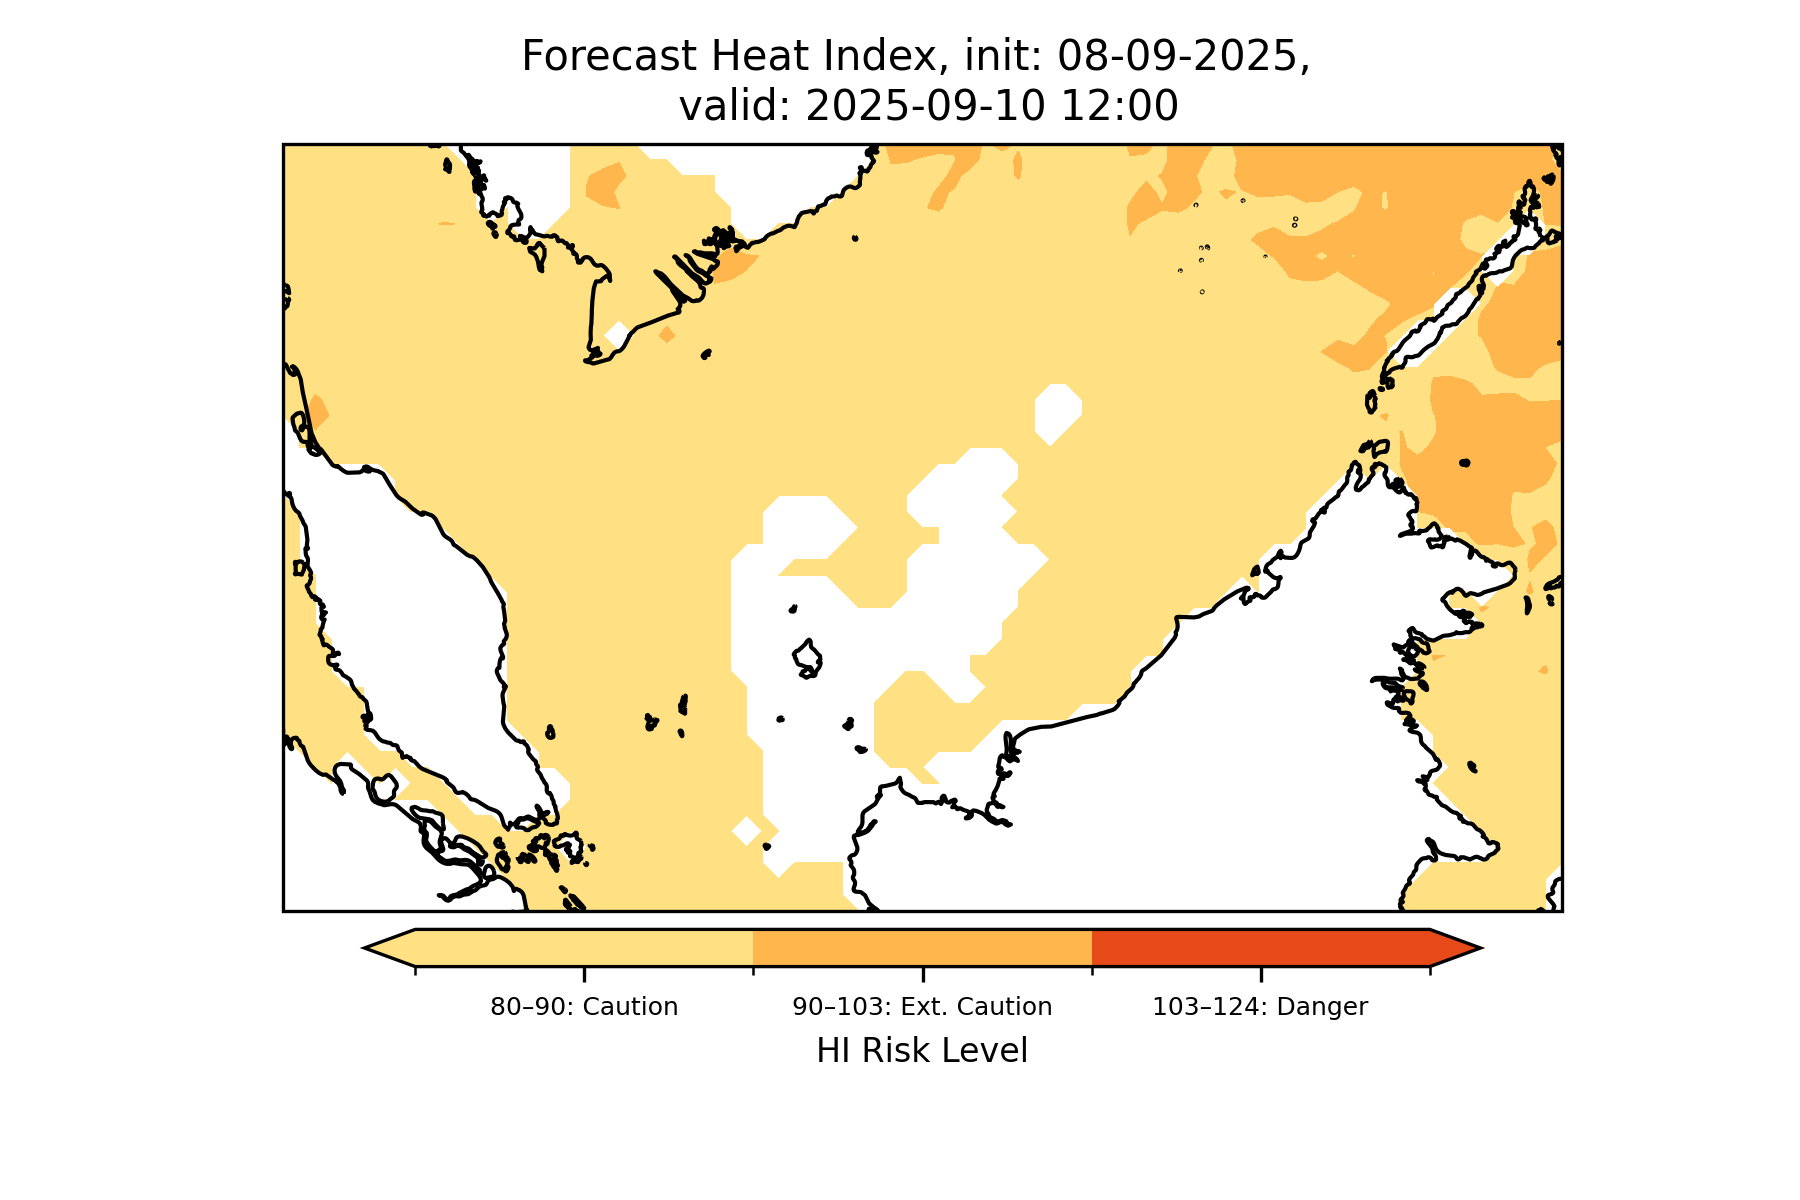 Forecast Heat Index, init: 08-09-2025,
valid: 2025-09-10 12:00
80–90: Caution
90–103: Ext. Caution
103–124: Danger
HI Risk Level